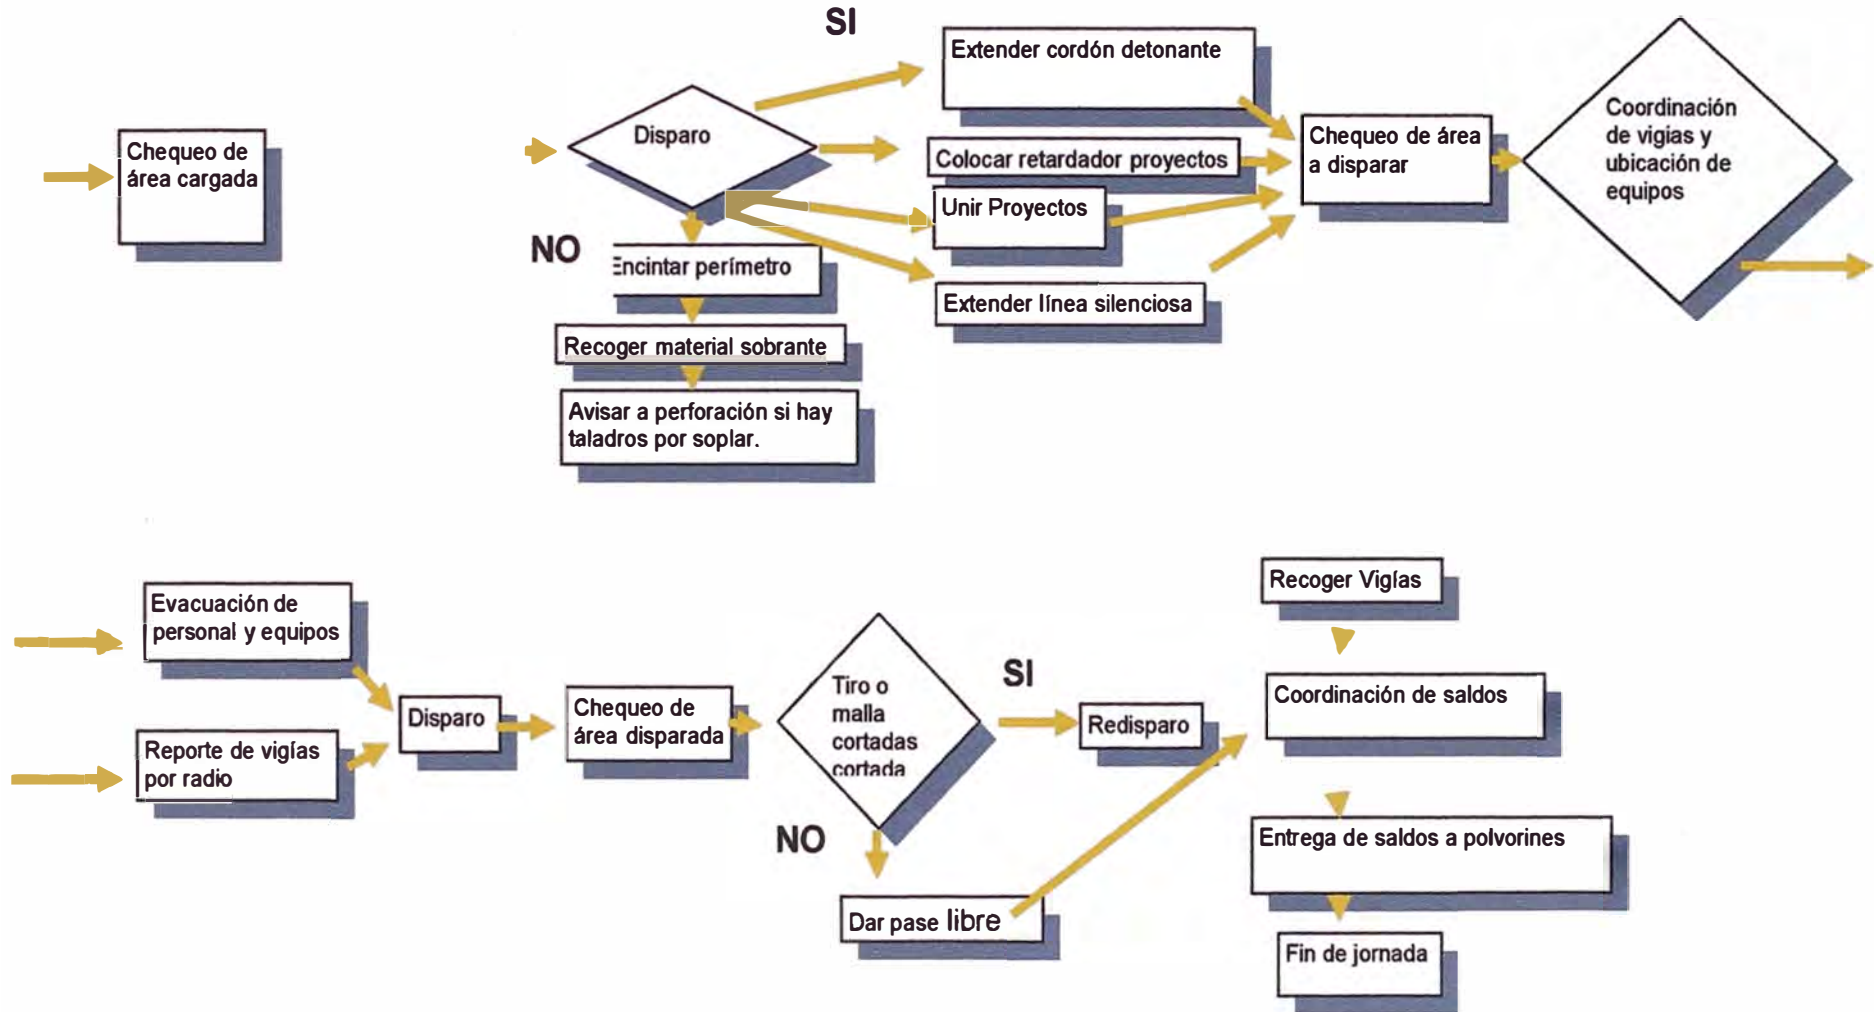 SI
Extender cordón detonante
Chequeo de
área cargada
Disparo
Colocar retardador proyectos
Chequeo de área
a disparar
Coordinación
de vigías y
ubicación de
equipos
Unir Proyectos
NO
Encintar perímetro
Extender línea silenciosa
Recoger material sobrante
Avisar a perforación si hay
taladros por soplar.
Evacuación de
personal y equipos
Reporte de vigías
por radio
Disparo
Chequeo de
área disparada
Tiro o
malla
cortadas
cortada
SI
Redisparo
NO
Dar pase libre
Recoger Vigías
Coordinación de saldos
Entrega de saldos a polvorines
Fin de jornada